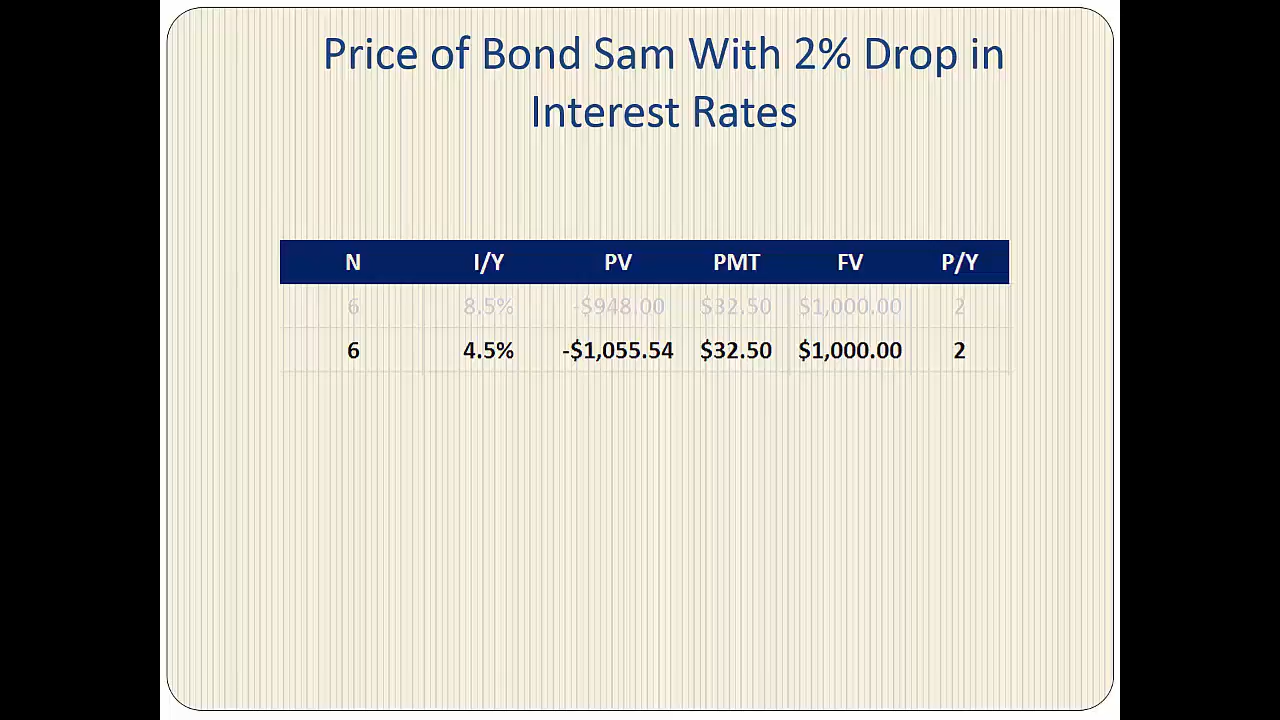 Price of Bond Sam With 2% Drop in
Interest Rates
N I/Y PV PMT FV P/Y
6 8.5% -$948.00 $32.50 $1,000.00 2
6 4.5% -$1,055.54 $32.50 $1,000.00 2